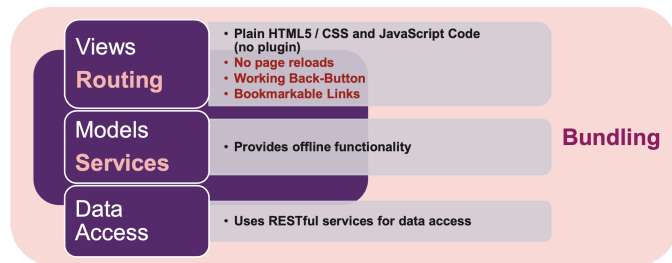 Views
Routing
• Plain HTML5 / CSS and JavaScript Code
(no plugin)
• No page reloads
• Working Back-Button
• Bookmarkable Links
Models
Services
• Provides offline functionality
Bundling
Data
Access
• Uses RESTful services for data access